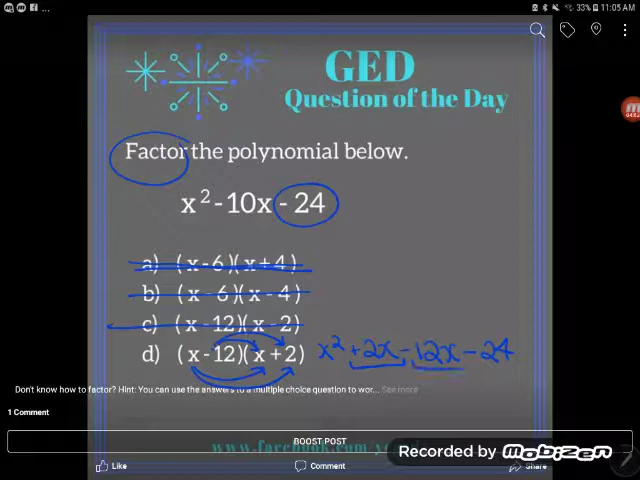 33% 11:05 AM
GED
Question of the Day
Factor the polynomial below.
x² - 10x - 24
a) (x - 6)(x + 4)
b) (x - 6)(x - 4)
c) (x - 12)(x - 2)
d) (x - 12)(x + 2) x² + 2x - 12x - 24
Don't know how to factor? Hint: You can use the answers to a multiple choice question to wor... See more
1 Comment
BOOST POST
www.facebook.com/
Recorded by Mobizen
Like Comment Share